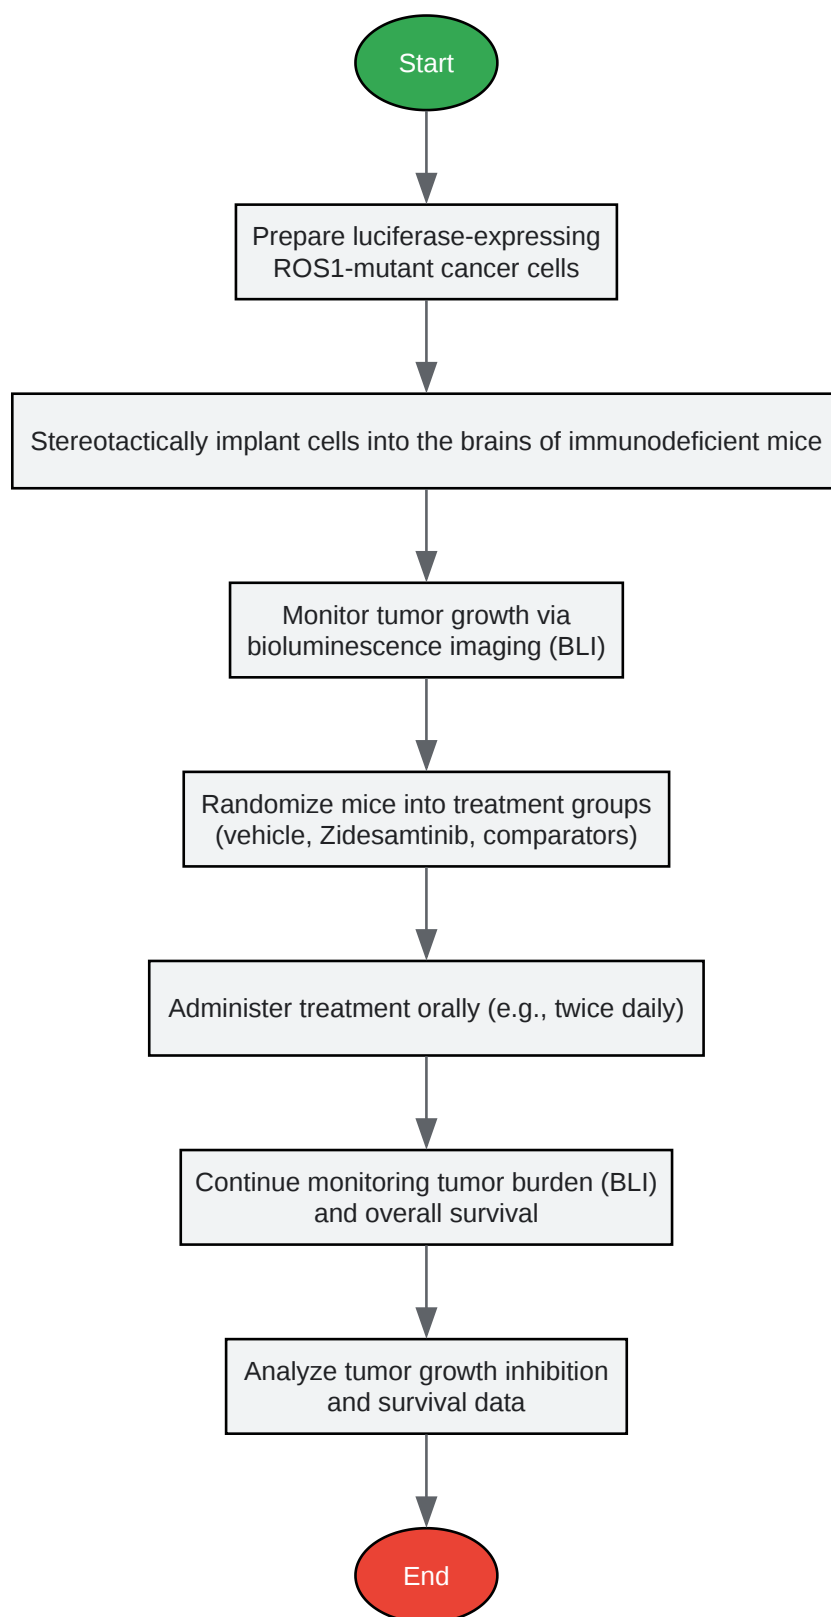 Start
Prepare luciferase-expressing
ROS1-mutant cancer cells
Stereotactically implant cells into the brains of immunodeficient mice
Monitor tumor growth via
bioluminescence imaging (BLI)
Randomize mice into treatment groups
(vehicle, Zidesamtinib, comparators)
Administer treatment orally (e.g., twice daily)
Continue monitoring tumor burden (BLI)
and overall survival
Analyze tumor growth inhibition
and survival data
End